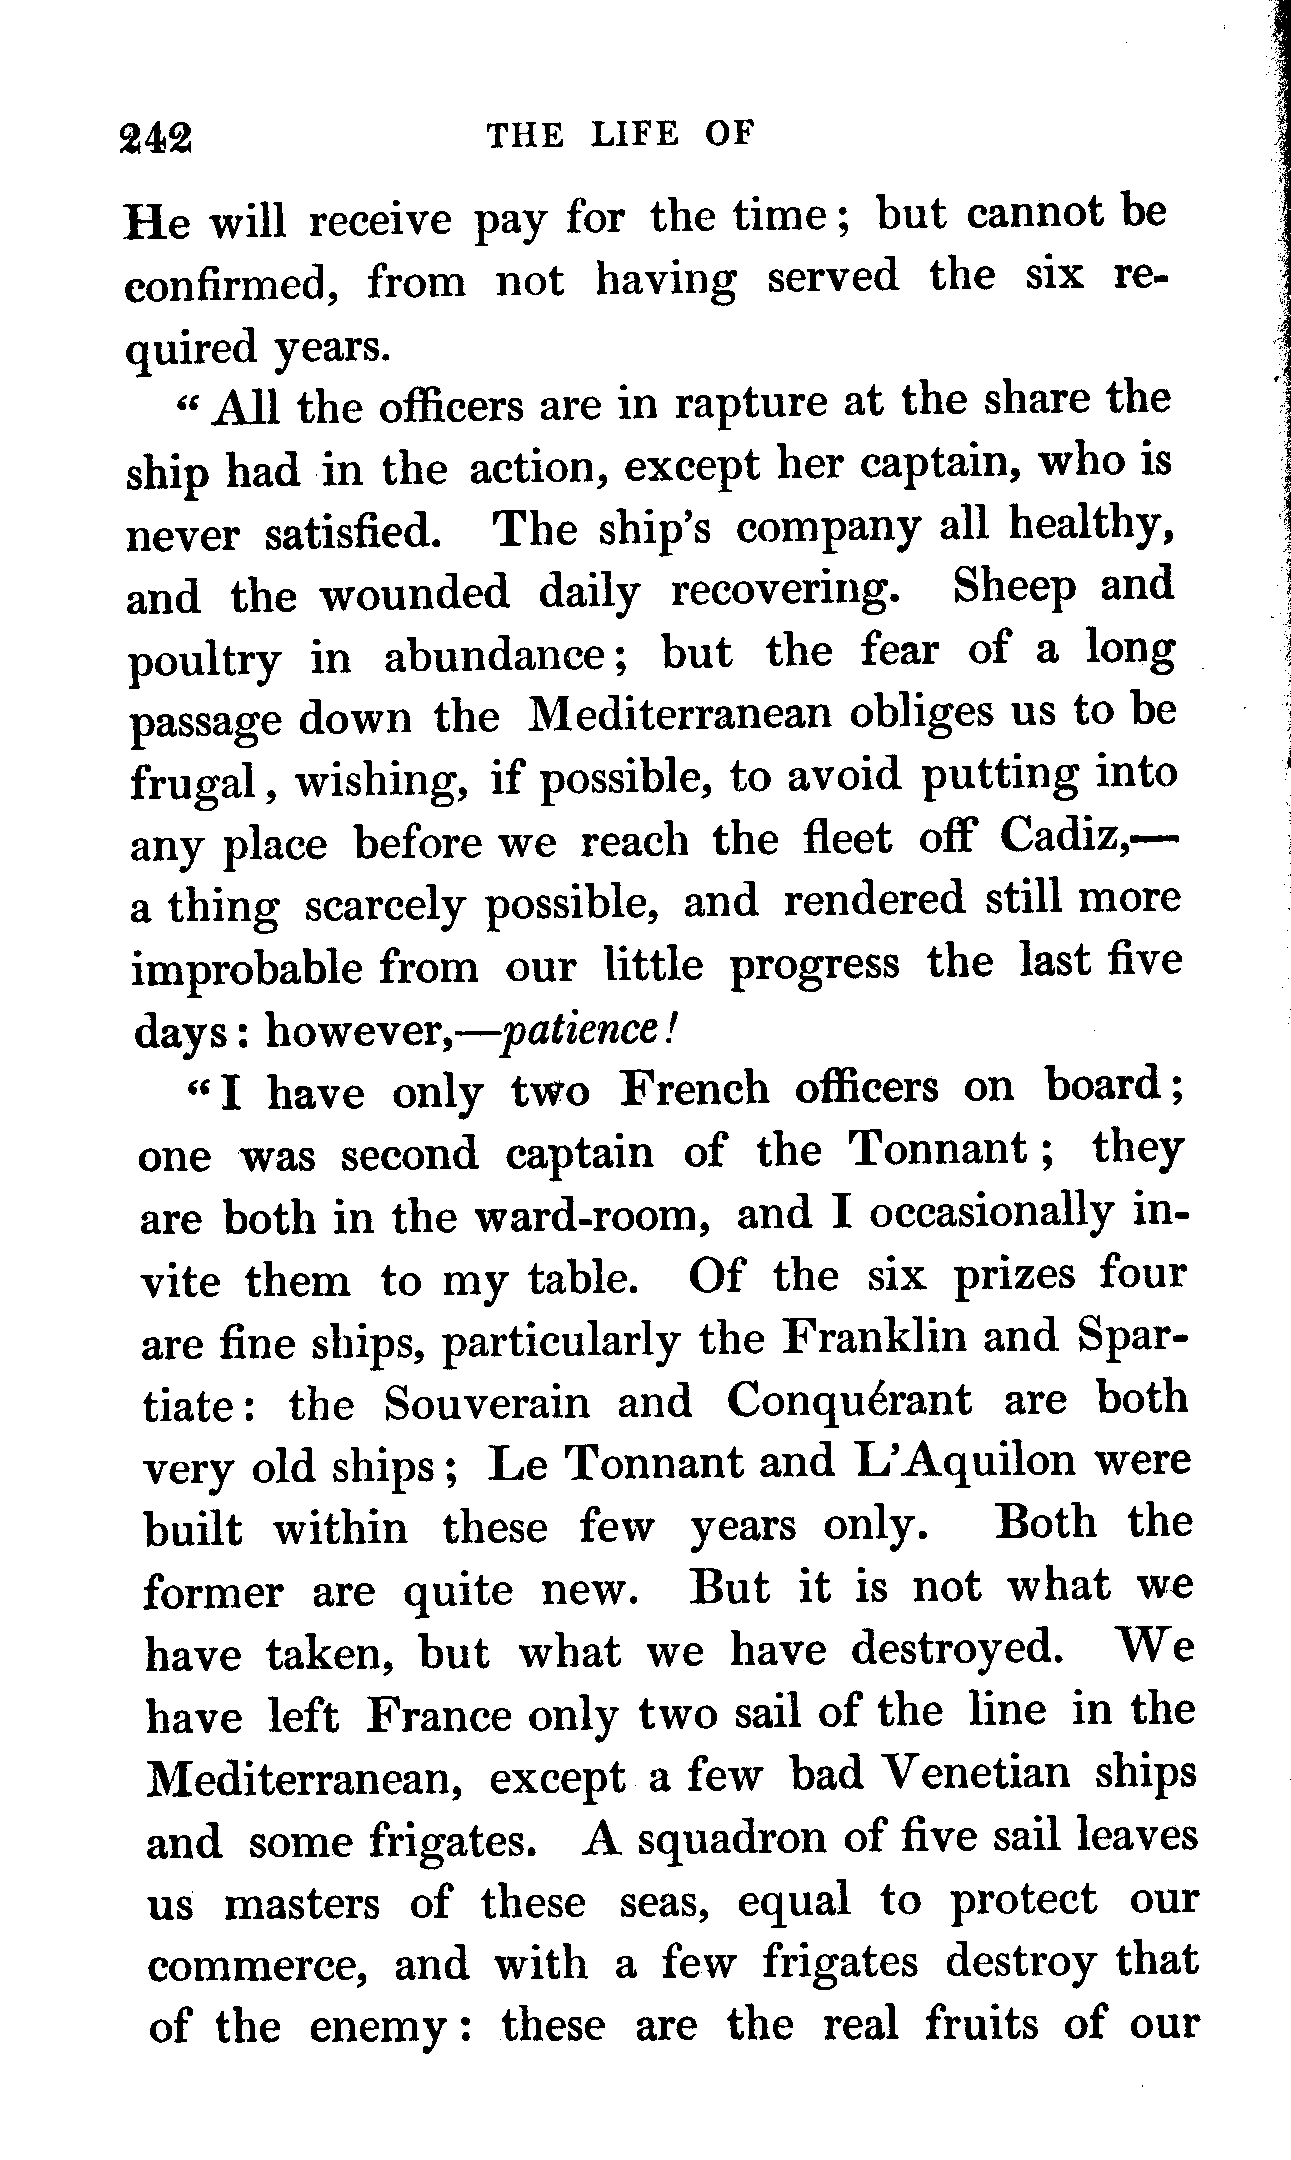 242 THE LIFE OF
He will receive pay for the time; but cannot be
confirmed, from not having served the six re-
quired years.
“All the officers are in rapture at the share the
ship had in the action, except her captain, who is
never satisfied. The ship's company all healthy,
and the wounded daily recovering. Sheep and
poultry in abundance; but the fear of a long
passage down the Mediterranean obliges us to be
frugal, wishing, if possible, to avoid putting into
any place before we reach the fleet off Cadiz,—
a thing scarcely possible, and rendered still more
improbable from our little progress the last five
days: however,—patience!
“I have only two French officers on board;
one was second captain of the Tonnant; they
are both in the ward-room, and I occasionally in-
vite them to my table. Of the six prizes four
are fine ships, particularly the Franklin and Spar-
tiate: the Souverain and Conquérant are both
very old ships; Le Tonnant and L'Aquilon were
built within these few years only. Both the
former are quite new. But it is not what we
have taken, but what we have destroyed. We
have left France only two sail of the line in the
Mediterranean, except a few bad Venetian ships
and some frigates. A squadron of five sail leaves
us masters of these seas, equal to protect our
commerce, and with a few frigates destroy that
of the enemy: these are the real fruits of our